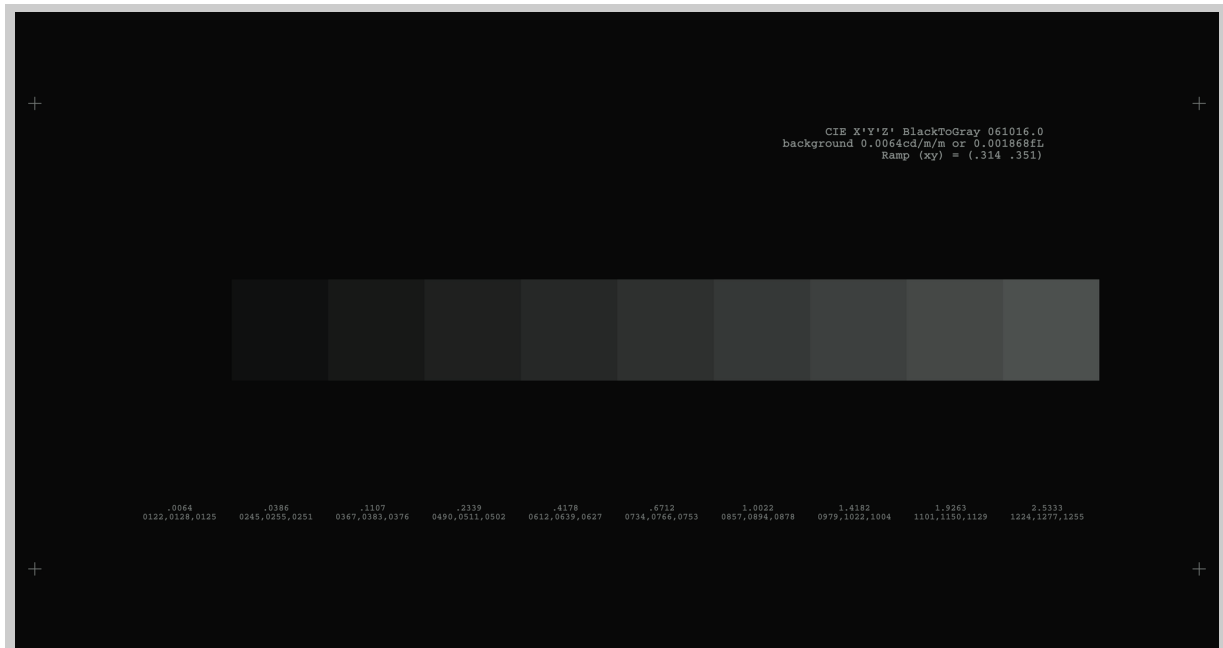 CIE X'Y'Z' BlackToGray 061016.0
background 0.0064cd/m/m or 0.001868fL
Ramp (xy) = (.314 .351)
.0064 .0386 .1107 .2339 .4178 .6712 1.0022 1.4182 1.9263 2.5333
0122,0128,0125 0245,0255,0251 0367,0383,0376 0490,0511,0502 0612,0639,0627 0734,0766,0753 0857,0894,0878 0979,1022,1004 1101,1150,1129 1224,1277,1255